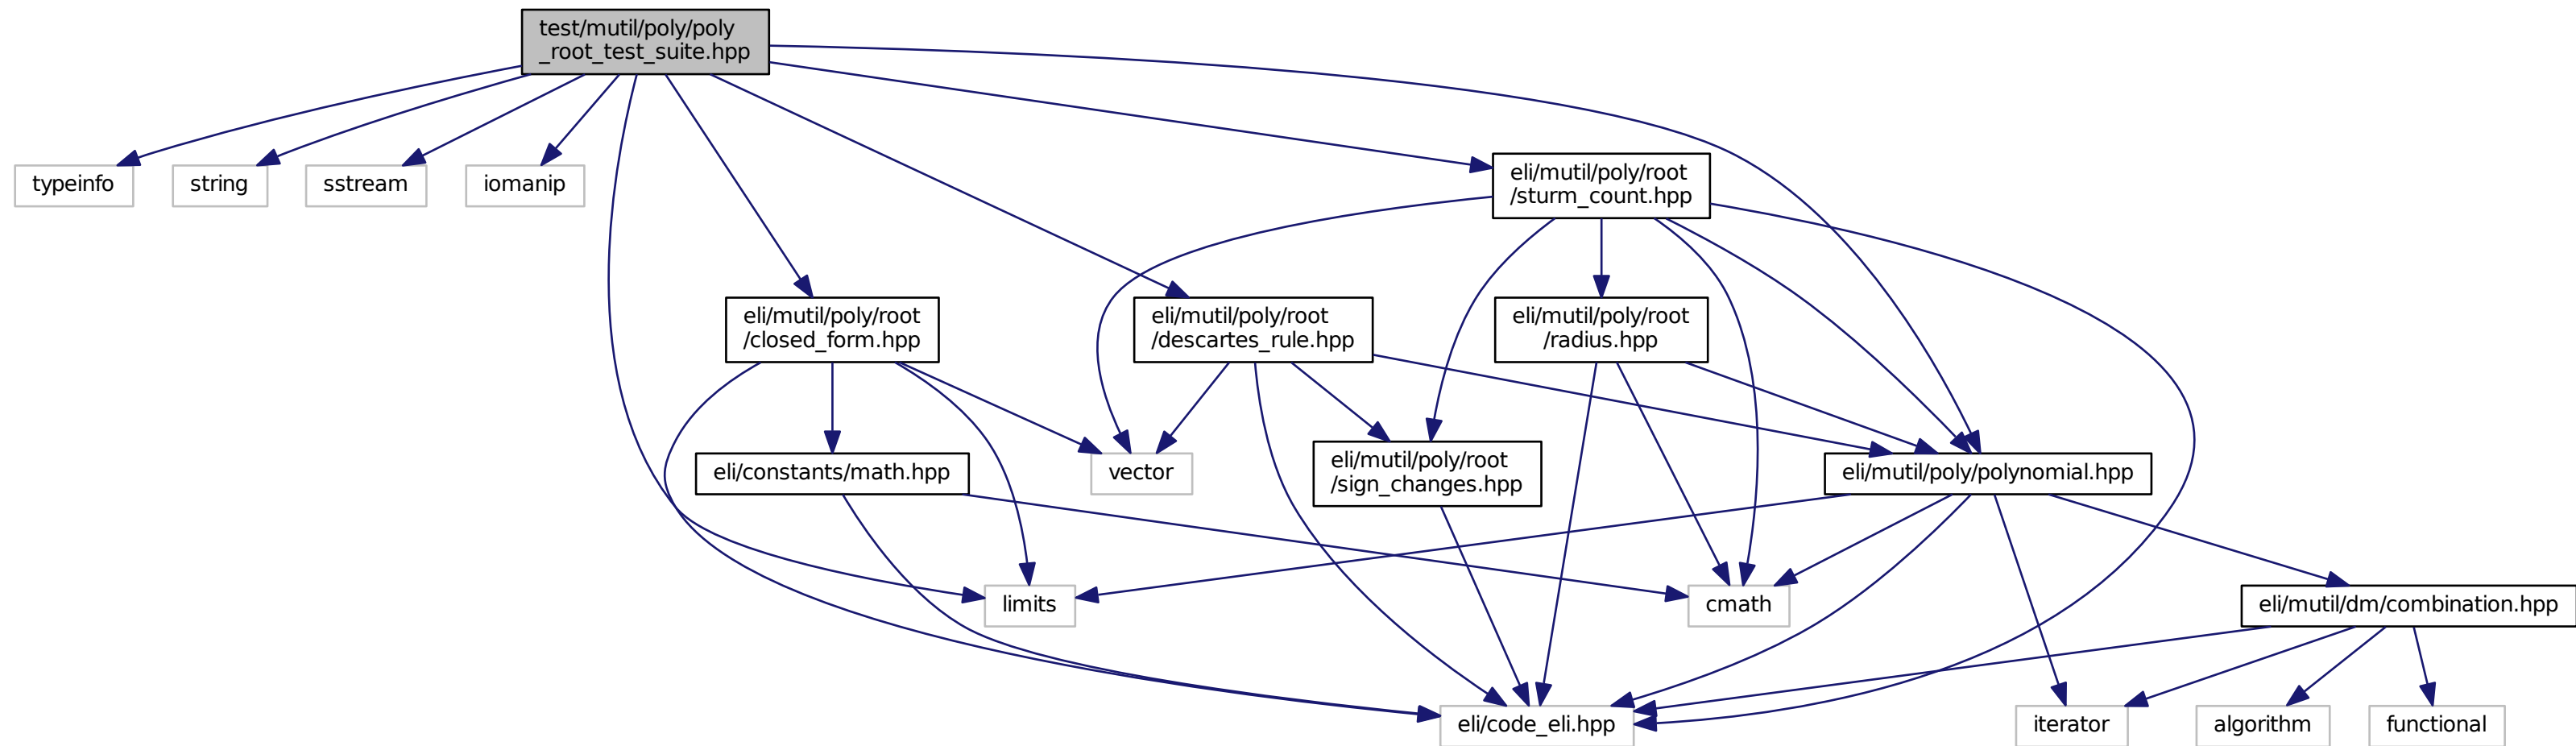 test/mutil/poly/poly
_root_test_suite.hpp
typeinfo
string
sstream
iomanip
eli/mutil/poly/root
/sturm_count.hpp
eli/mutil/poly/root
/closed_form.hpp
eli/mutil/poly/root
/descartes_rule.hpp
eli/mutil/poly/root
/radius.hpp
eli/constants/math.hpp
vector
eli/mutil/poly/root
/sign_changes.hpp
eli/mutil/poly/polynomial.hpp
limits
cmath
eli/mutil/dm/combination.hpp
eli/code_eli.hpp
iterator
algorithm
functional